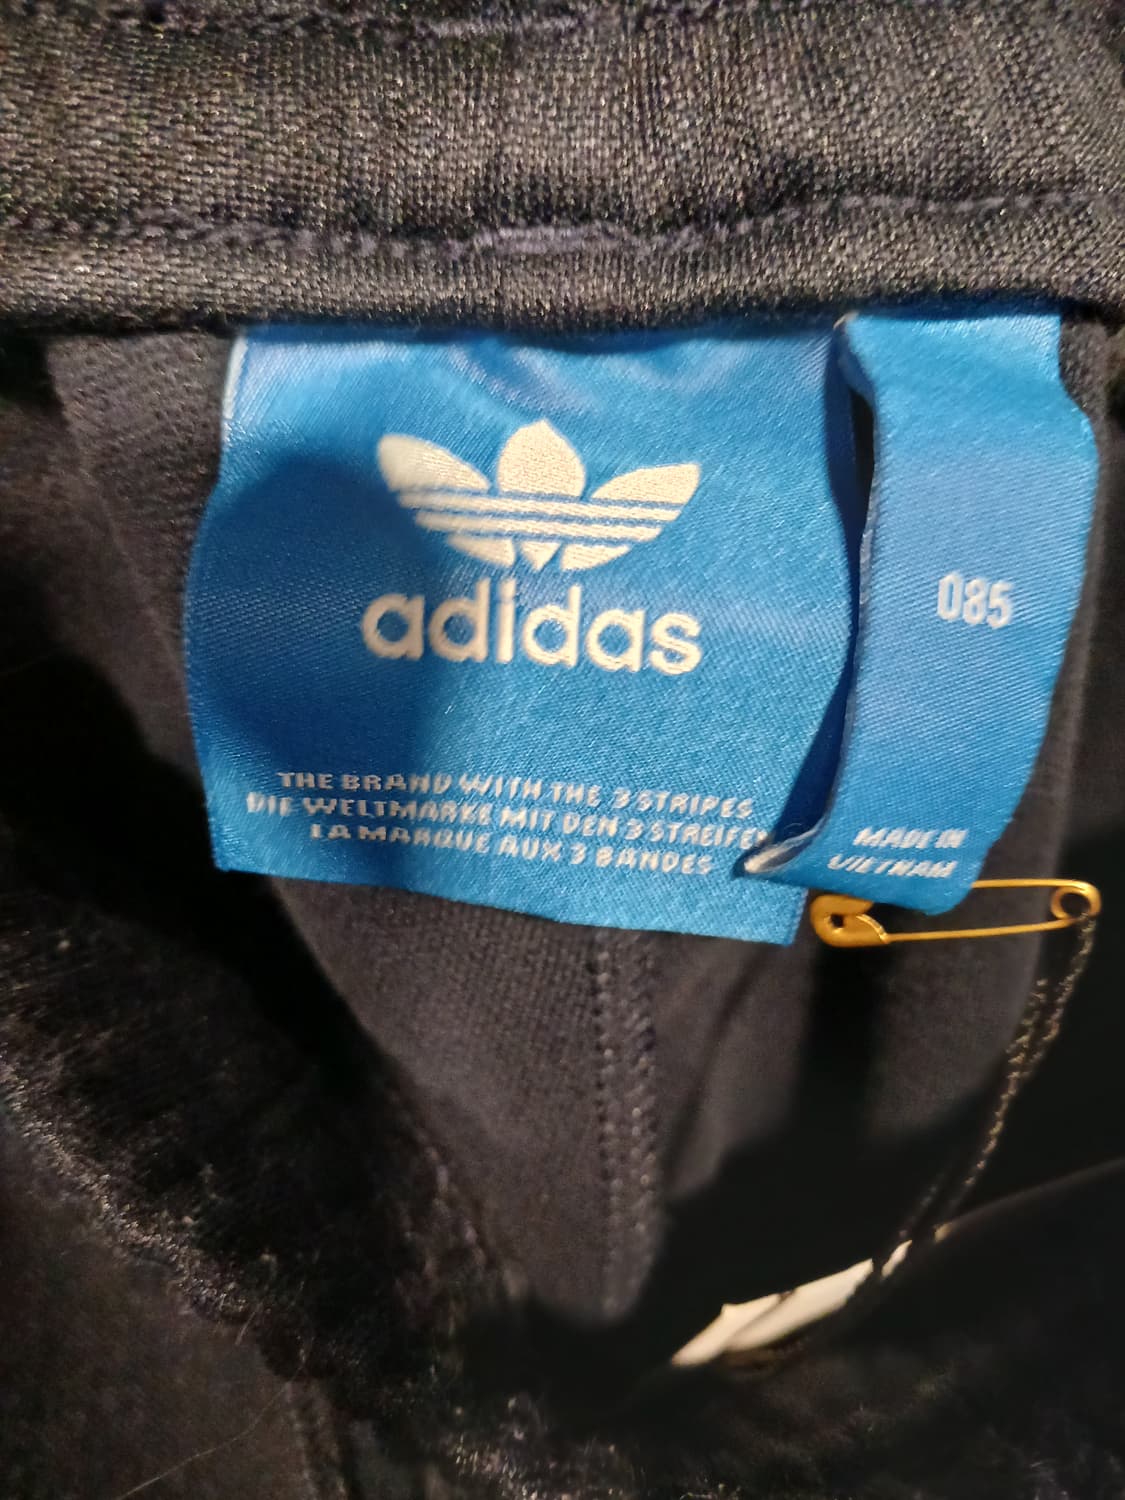 adidas
THE BRAND WITH THE 3 STRIPES
DIE WELTMARKE MIT DEN 3 STREIFEN
LA MARQUE AUX 3 BANDES
085
MADE IN
VIETNAM